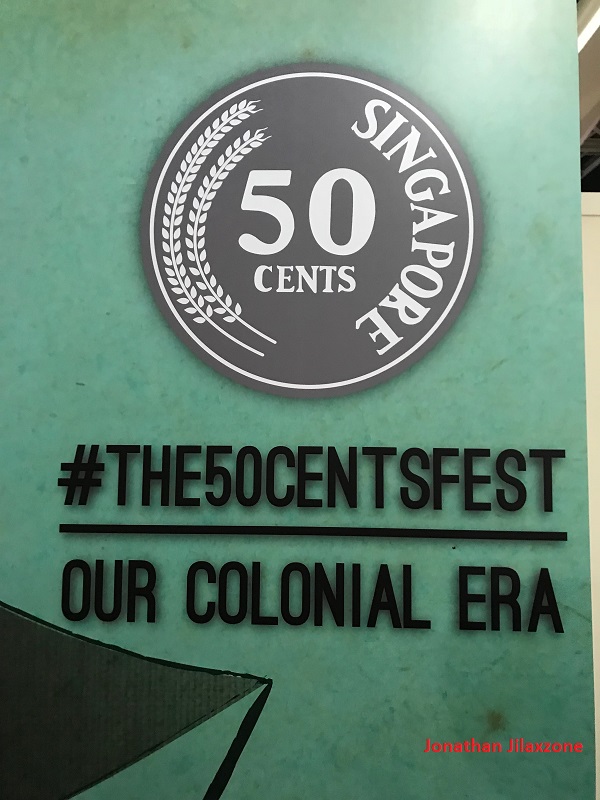 SINGAPORE
50
CENTS
#THE50CENTSFEST
OUR COLONIAL ERA
Jonathan Jilaxzone